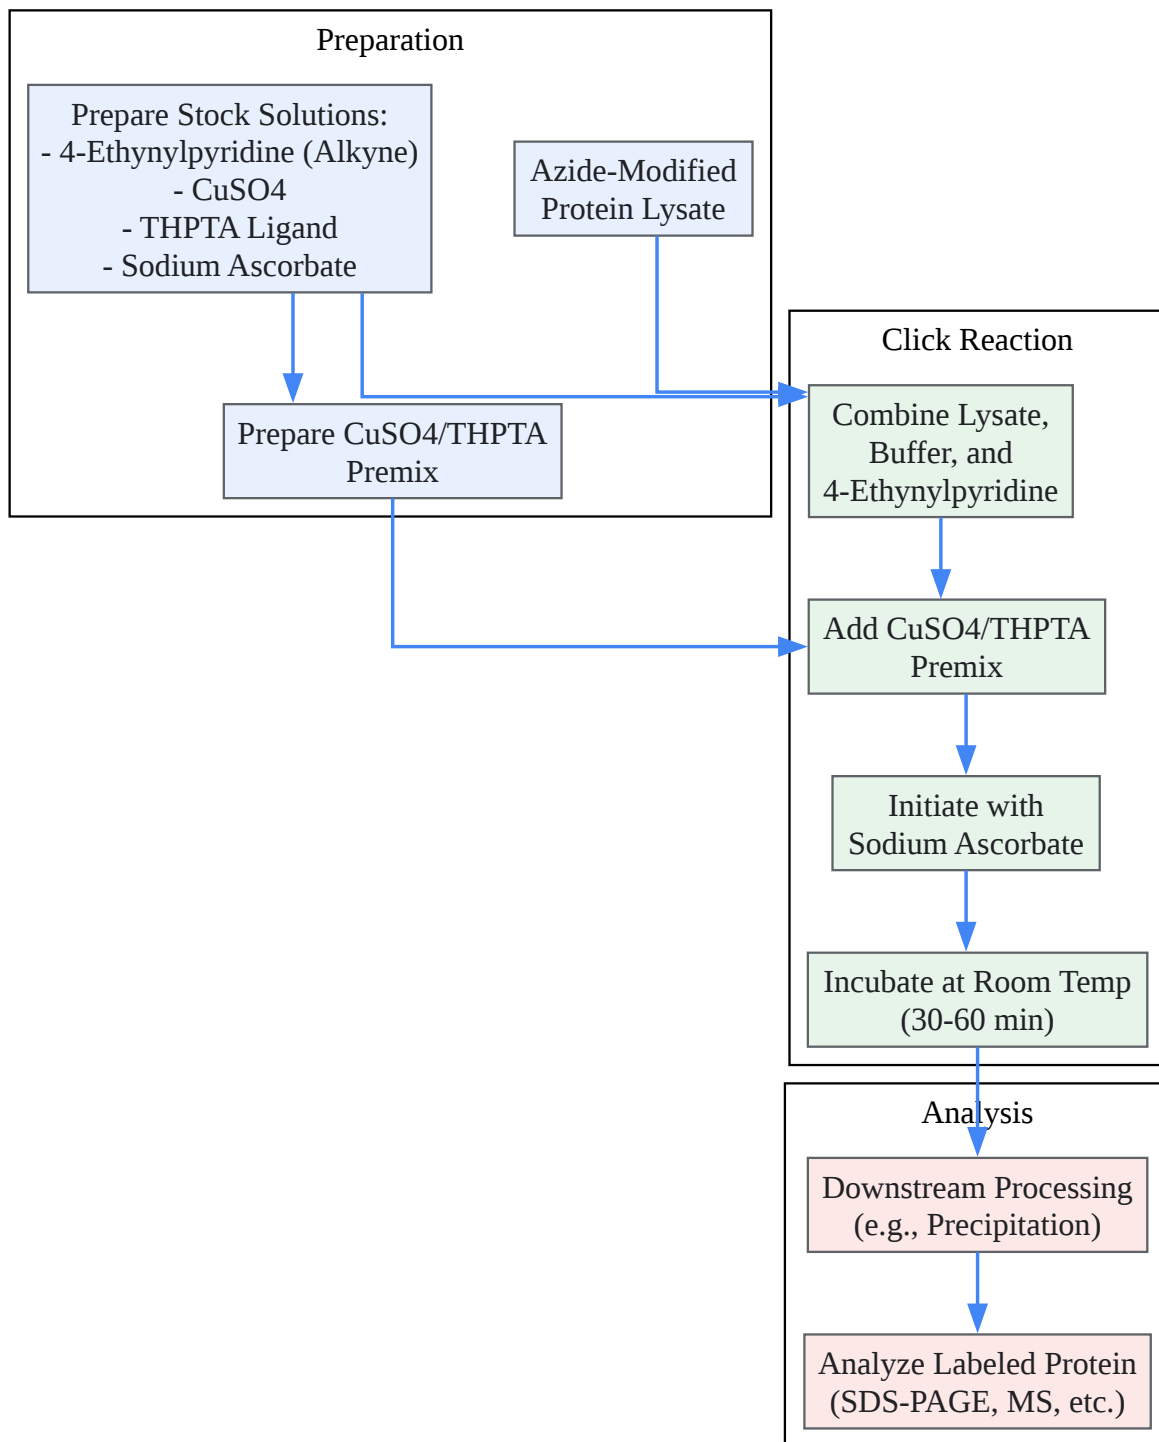 Preparation
Prepare Stock Solutions:
- 4-Ethynylpyridine (Alkyne)
- CuSO4
- THPTA Ligand
- Sodium Ascorbate
Azide-Modified
Protein Lysate
Prepare CuSO4/THPTA
Premix
Click Reaction
Combine Lysate,
Buffer, and
4-Ethynylpyridine
Add CuSO4/THPTA
Premix
Initiate with
Sodium Ascorbate
Incubate at Room Temp
(30-60 min)
Analysis
Downstream Processing
(e.g., Precipitation)
Analyze Labeled Protein
(SDS-PAGE, MS, etc.)